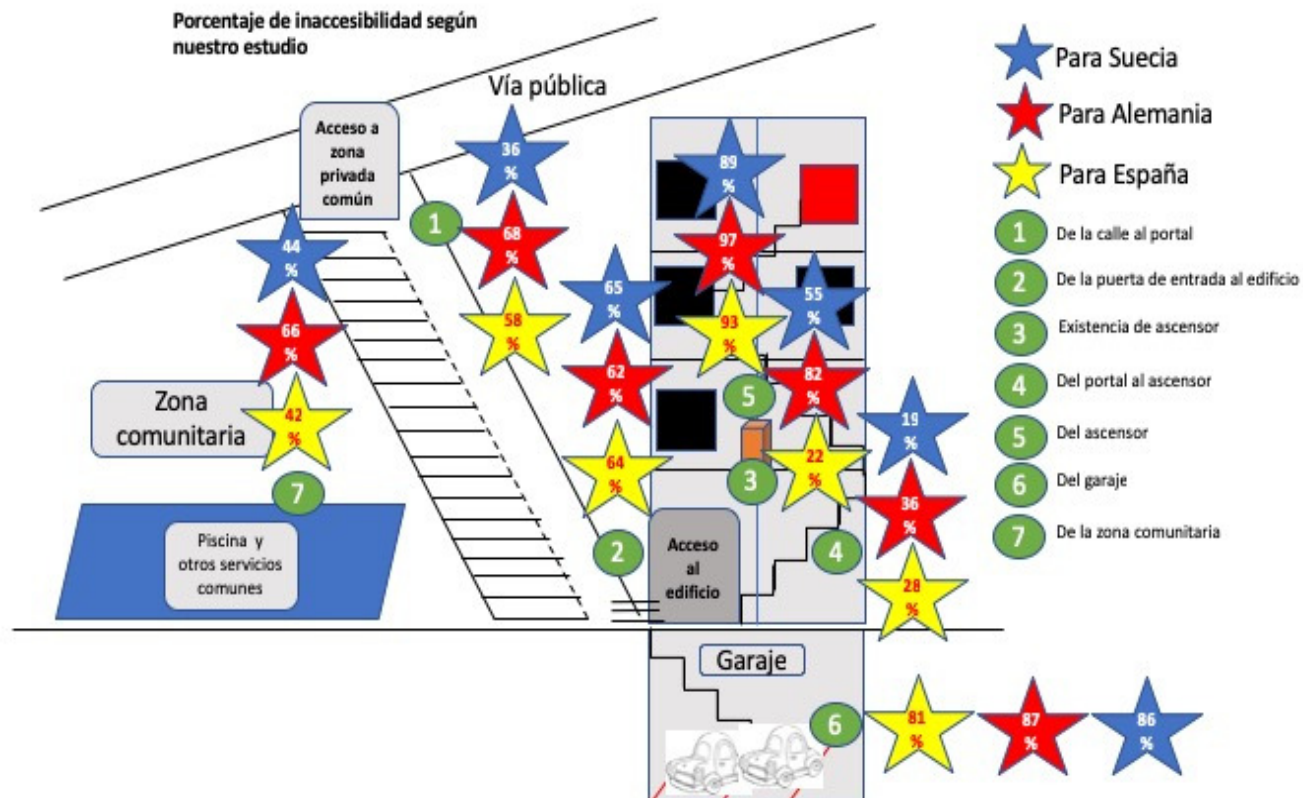 Porcentaje de inaccesibilidad según
nuestro estudio
Vía pública
Acceso a
zona
privada
común
1
36
%
68
%
58
%
44
%
66
%
42
%
Zona
comunitaria
7
Piscina y
otros servicios
comunes
65
%
62
%
64
%
2
89
%
97
%
93
%
5
3
55
%
82
%
22
%
4
Acceso
al
edificio
19
%
36
%
28
%
Garaje
6
81
%
87
%
86
%
Para Suecia
Para Alemania
Para España
1 De la calle al portal
2 De la puerta de entrada al edificio
3 Existencia de ascensor
4 Del portal al ascensor
5 Del ascensor
6 Del garaje
7 De la zona comunitaria